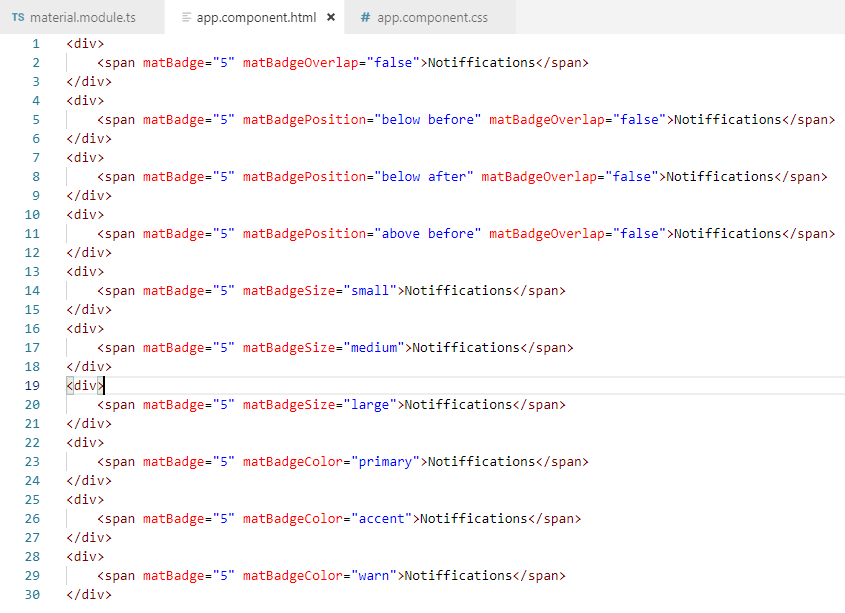 TS material.module.ts app.component.html × # app.component.css
1 <div>
2 <span matBadge="5" matBadgeOverlap="false">Notiffications</span>
3 </div>
4 <div>
5 <span matBadge="5" matBadgePosition="below before" matBadgeOverlap="false">Notiffications</span>
6 </div>
7 <div>
8 <span matBadge="5" matBadgePosition="below after" matBadgeOverlap="false">Notiffications</span>
9 </div>
10 <div>
11 <span matBadge="5" matBadgePosition="above before" matBadgeOverlap="false">Notiffications</span>
12 </div>
13 <div>
14 <span matBadge="5" matBadgeSize="small">Notiffications</span>
15 </div>
16 <div>
17 <span matBadge="5" matBadgeSize="medium">Notiffications</span>
18 </div>
19 <div>
20 <span matBadge="5" matBadgeSize="large">Notiffications</span>
21 </div>
22 <div>
23 <span matBadge="5" matBadgeColor="primary">Notiffications</span>
24 </div>
25 <div>
26 <span matBadge="5" matBadgeColor="accent">Notiffications</span>
27 </div>
28 <div>
29 <span matBadge="5" matBadgeColor="warn">Notiffications</span>
30 </div>